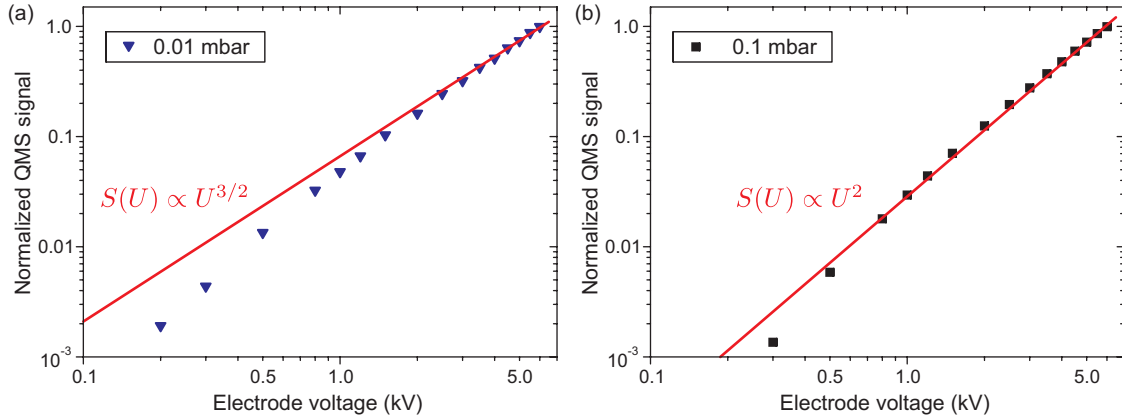 (a)
0.01 mbar
S(U) ∝ U^{3/2}
Normalized QMS signal
1.0
0.1
0.01
10^{-3}
0.1
0.5
1.0
5.0
Electrode voltage (kV)
(b)
0.1 mbar
S(U) ∝ U^{2}
Normalized QMS signal
1.0
0.1
0.01
10^{-3}
0.1
0.5
1.0
5.0
Electrode voltage (kV)